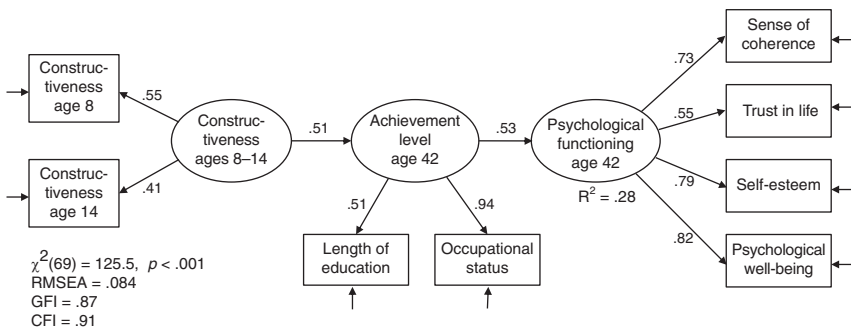 Construc-
tiveness
age 8
Construc-
tiveness
age 14
.55
.41
Construc-
tiveness
ages 8–14
.51
Achievement
level
age 42
.53
Psychological
functioning
age 42
R² = .28
.51
.94
Length of
education
Occupational
status
.73
.55
.79
.82
Sense of
coherence
Trust in life
Self-esteem
Psychological
well-being
χ²(69) = 125.5, p < .001
RMSEA = .084
GFI = .87
CFI = .91